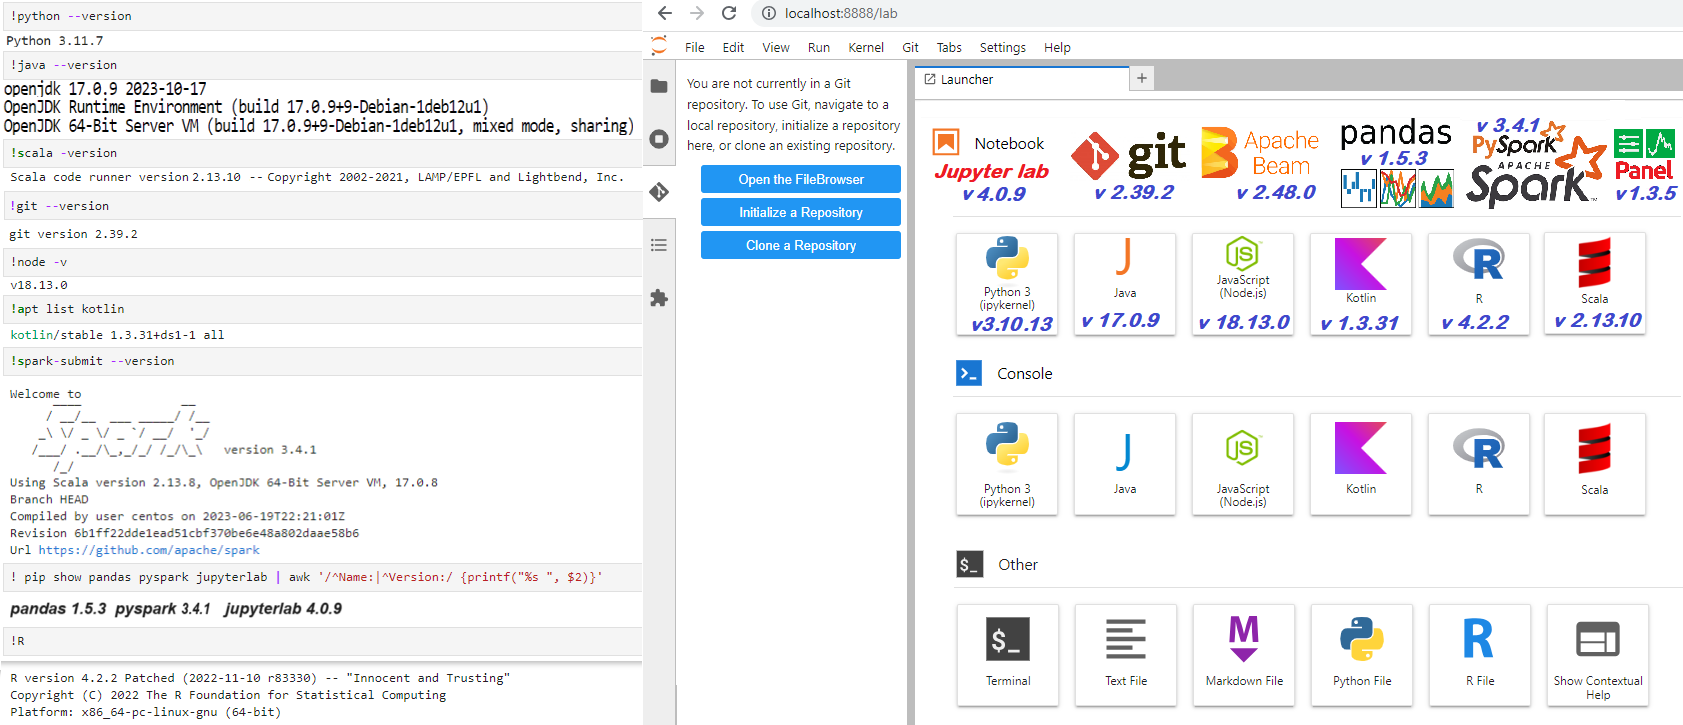 !python --version
Python 3.11.7
!java --version
openjdk 17.0.9 2023-10-17
OpenJDK Runtime Environment (build 17.0.9+9-Debian-1deb12u1)
OpenJDK 64-Bit Server VM (build 17.0.9+9-Debian-1deb12u1, mixed mode, sharing)
!scala -version
Scala code runner version 2.13.10 -- Copyright 2002-2021, LAMP/EPFL and Lightbend, Inc.
!git --version
git version 2.39.2
!node -v
v18.13.0
!apt list kotlin
kotlin/stable 1.3.31+ds1-1 all
!spark-submit --version
Welcome to
version 3.4.1
Using Scala version 2.13.8, OpenJDK 64-Bit Server VM, 17.0.8
Branch HEAD
Compiled by user centos on 2023-06-19T22:21:01Z
Revision 6b1ff22dde1ead51cbf370be6e48a802daae58b6
Url https://github.com/apache/spark
! pip show pandas pyspark jupyterlab | awk '/^Name:|^Version:/ {printf("%s ", $2)}'
pandas 1.5.3 pyspark 3.4.1 jupyterlab 4.0.9
!R
R version 4.2.2 Patched (2022-11-10 r83330) -- "Innocent and Trusting"
Copyright (C) 2022 The R Foundation for Statistical Computing
Platform: x86_64-pc-linux-gnu (64-bit)
localhost:8888/lab
File Edit View Run Kernel Git Tabs Settings Help
You are not currently in a Git
repository. To use Git, navigate to a
local repository, initialize a repository
here, or clone an existing repository.
Open the FileBrowser
Initialize a Repository
Clone a Repository
Launcher
Notebook
Jupyter lab
v 4.0.9
git
v 2.39.2
Apache
Beam
v 2.48.0
pandas
v 1.5.3
v 3.4.1
PySpark
APACHE
Spark
Panel
v 1.3.5
Python 3
(ipykernel)
v3.10.13
Java
v 17.0.9
JS
JavaScript
(Node.js)
v 18.13.0
Kotlin
v 1.3.31
R
R
v 4.2.2
Scala
v 2.13.10
Console
Python 3
(ipykernel)
J
Java
JS
JavaScript
(Node.js)
Kotlin
R
R
Scala
$_ Other
$_
Terminal
Text File
M
Markdown File
Python File
R
R File
Show Contextual
Help